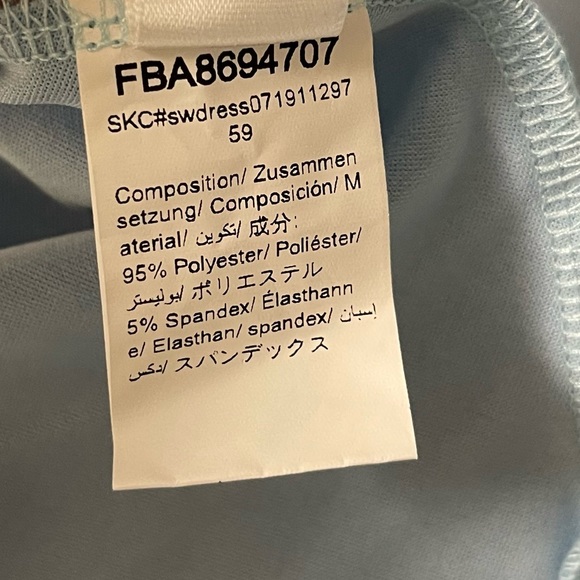 FBA8694707
SKC#swdress071911297
59
Composition/ Zusammen
setzung/ Composición/ M
aterial/ تكوين/ 成分:
95% Polyester/ Poliéster/
بوليستر/ ポリエステル
5% Spandex/ Élasthann
e/ Elasthan/ spandex/ إسبان
دكس/ スパンデックス